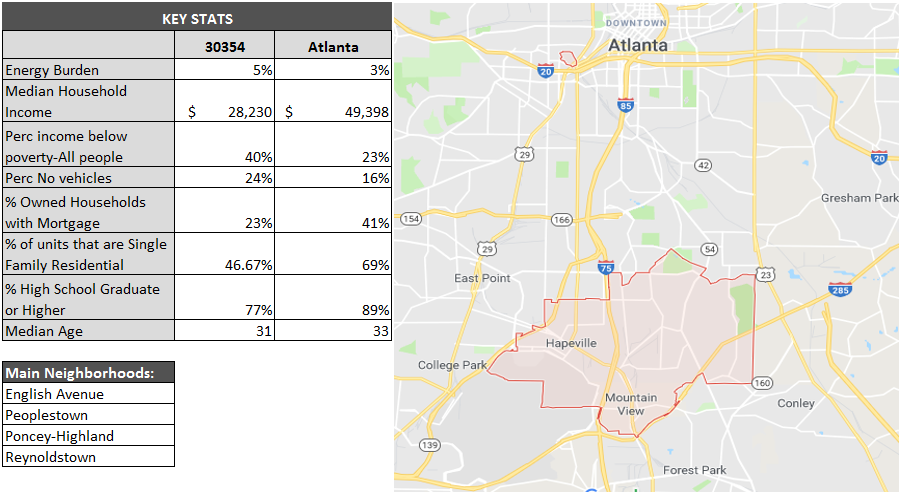 KEY STATS
30354 Atlanta
Energy Burden 5% 3%
Median Household
Income $ 28,230 $ 49,398
Perc income below
poverty-All people 40% 23%
Perc No vehicles 24% 16%
% Owned Households
with Mortgage 23% 41%
% of units that are Single
Family Residential 46.67% 69%
% High School Graduate
or Higher 77% 89%
Median Age 31 33
Main Neighborhoods:
English Avenue
Peoplestown
Poncey-Highland
Reynoldstown
DOWNTOWN
Atlanta
20
85
29
42
20
Gresham Park
154
166
29
54
75
23
East Point
285
Hapeville
College Park
160
Mountain
View
Conley
139
Forest Park